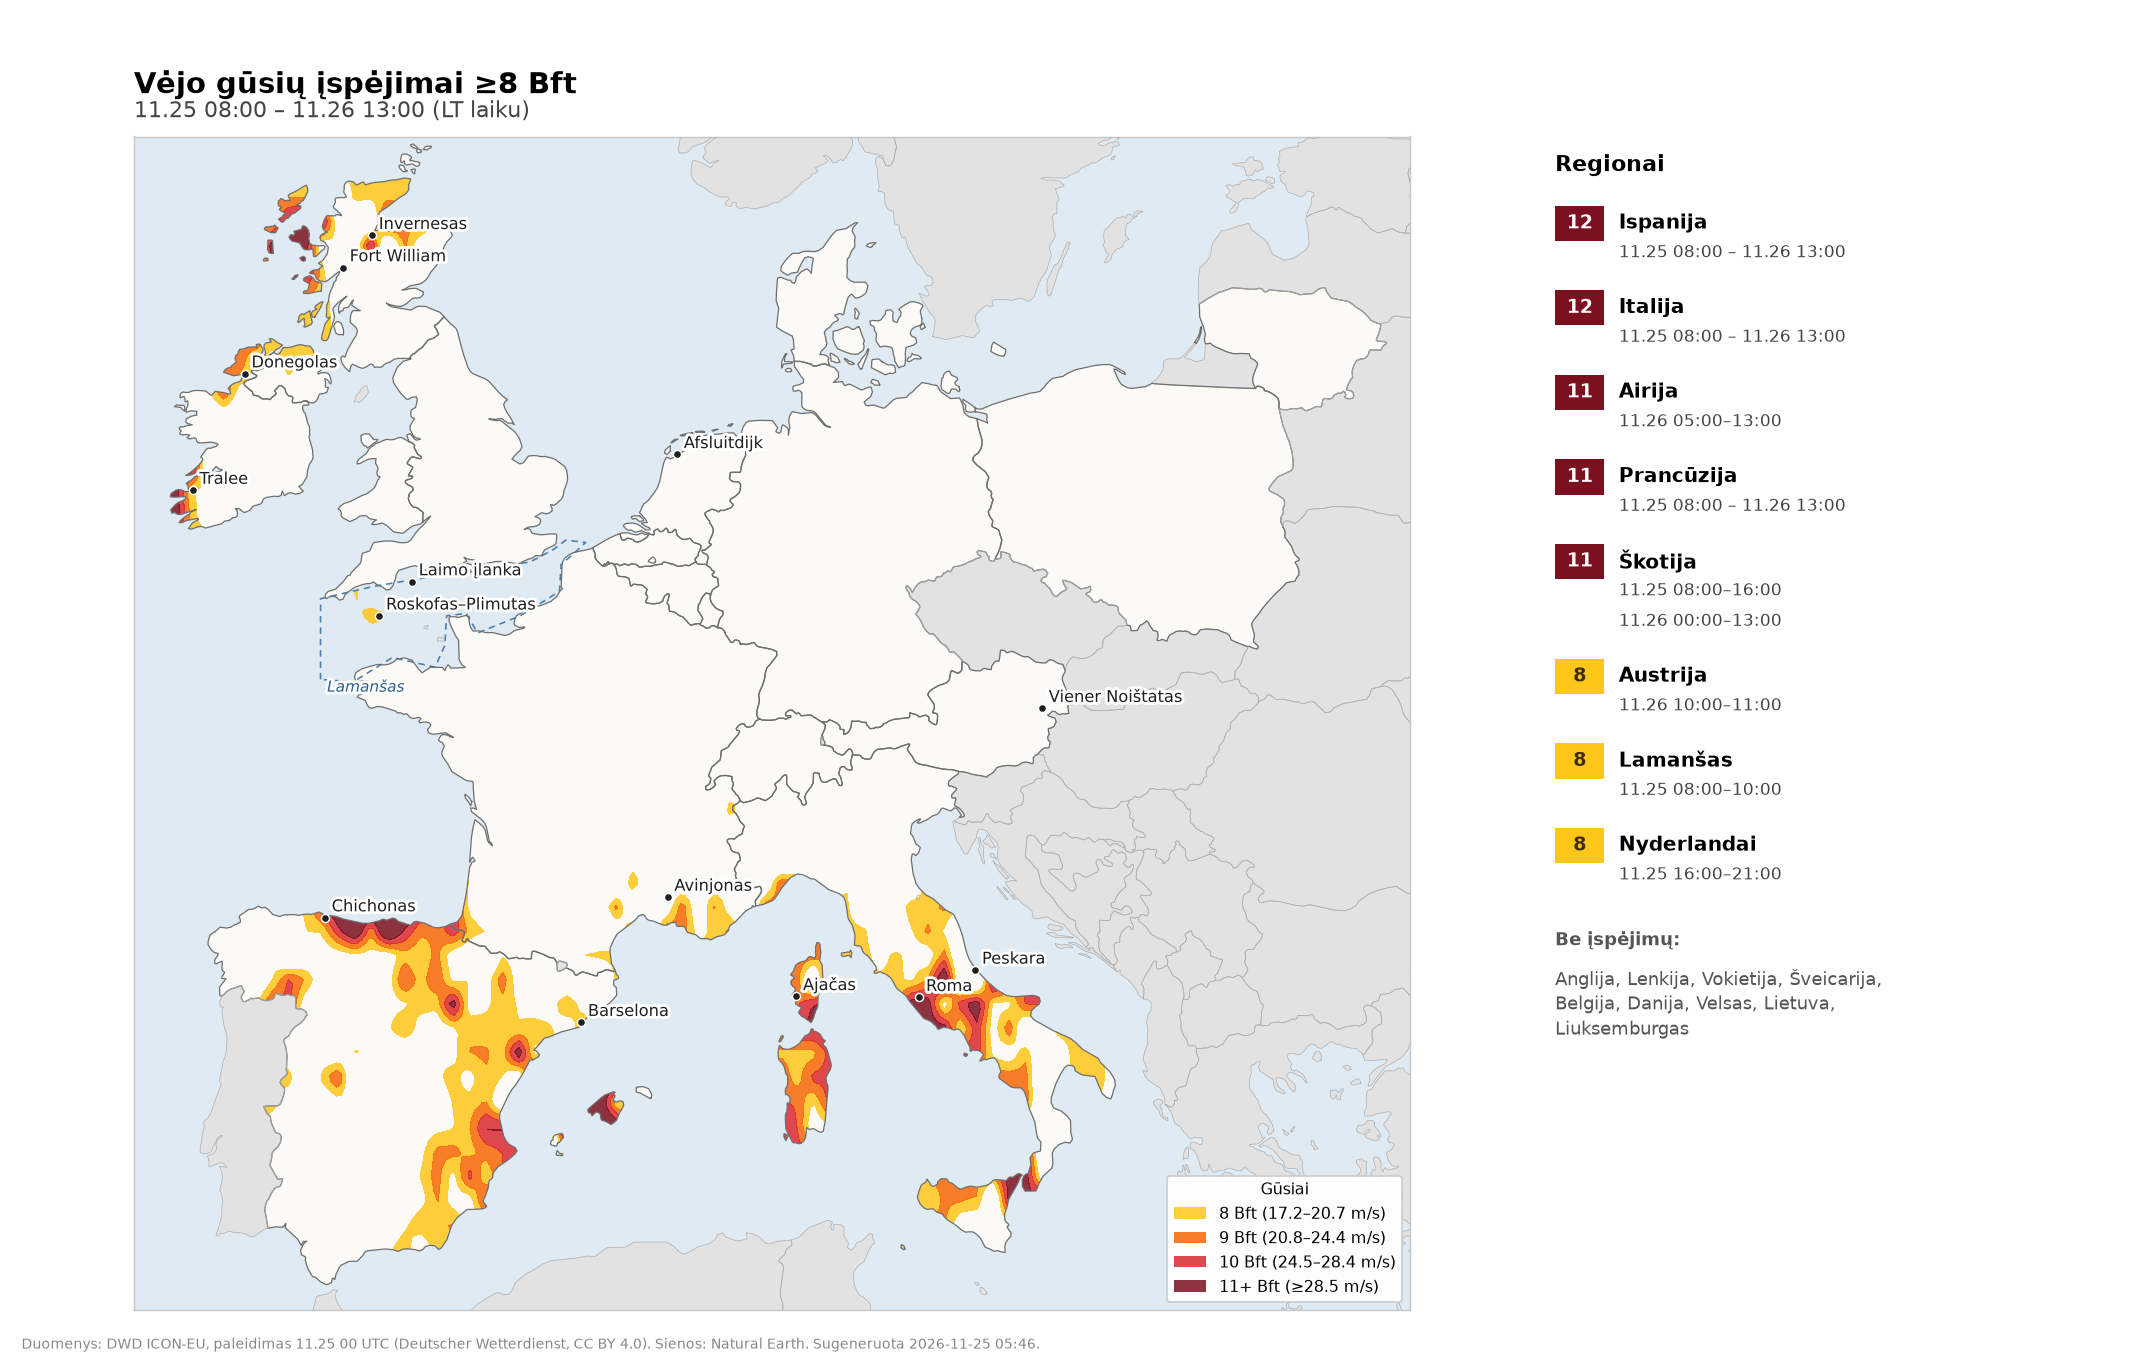 Vėjo gūsių įspėjimai ≥8 Bft
11.25 08:00 – 11.26 13:00 (LT laiku)
Invernesas
Fort William
Donegolas
Tralee
Afsluitdijk
Laimo įlanka
Roskofas–Plimutas
Lamanšas
Viener Noištatas
Avinjonas
Chichonas
Peskara
Ajačas
Roma
Barselona
Gūsiai
8 Bft (17.2–20.7 m/s)
9 Bft (20.8–24.4 m/s)
10 Bft (24.5–28.4 m/s)
11+ Bft (≥28.5 m/s)
Regionai
12 Ispanija
11.25 08:00 – 11.26 13:00
12 Italija
11.25 08:00 – 11.26 13:00
11 Airija
11.26 05:00–13:00
11 Prancūzija
11.25 08:00 – 11.26 13:00
11 Škotija
11.25 08:00–16:00
11.26 00:00–13:00
8 Austrija
11.26 10:00–11:00
8 Lamanšas
11.25 08:00–10:00
8 Nyderlandai
11.25 16:00–21:00
Be įspėjimų:
Anglija, Lenkija, Vokietija, Šveicarija,
Belgija, Danija, Velsas, Lietuva,
Liuksemburgas
Duomenys: DWD ICON-EU, paleidimas 11.25 00 UTC (Deutscher Wetterdienst, CC BY 4.0). Sienos: Natural Earth. Sugeneruota 2026-11-25 05:46.